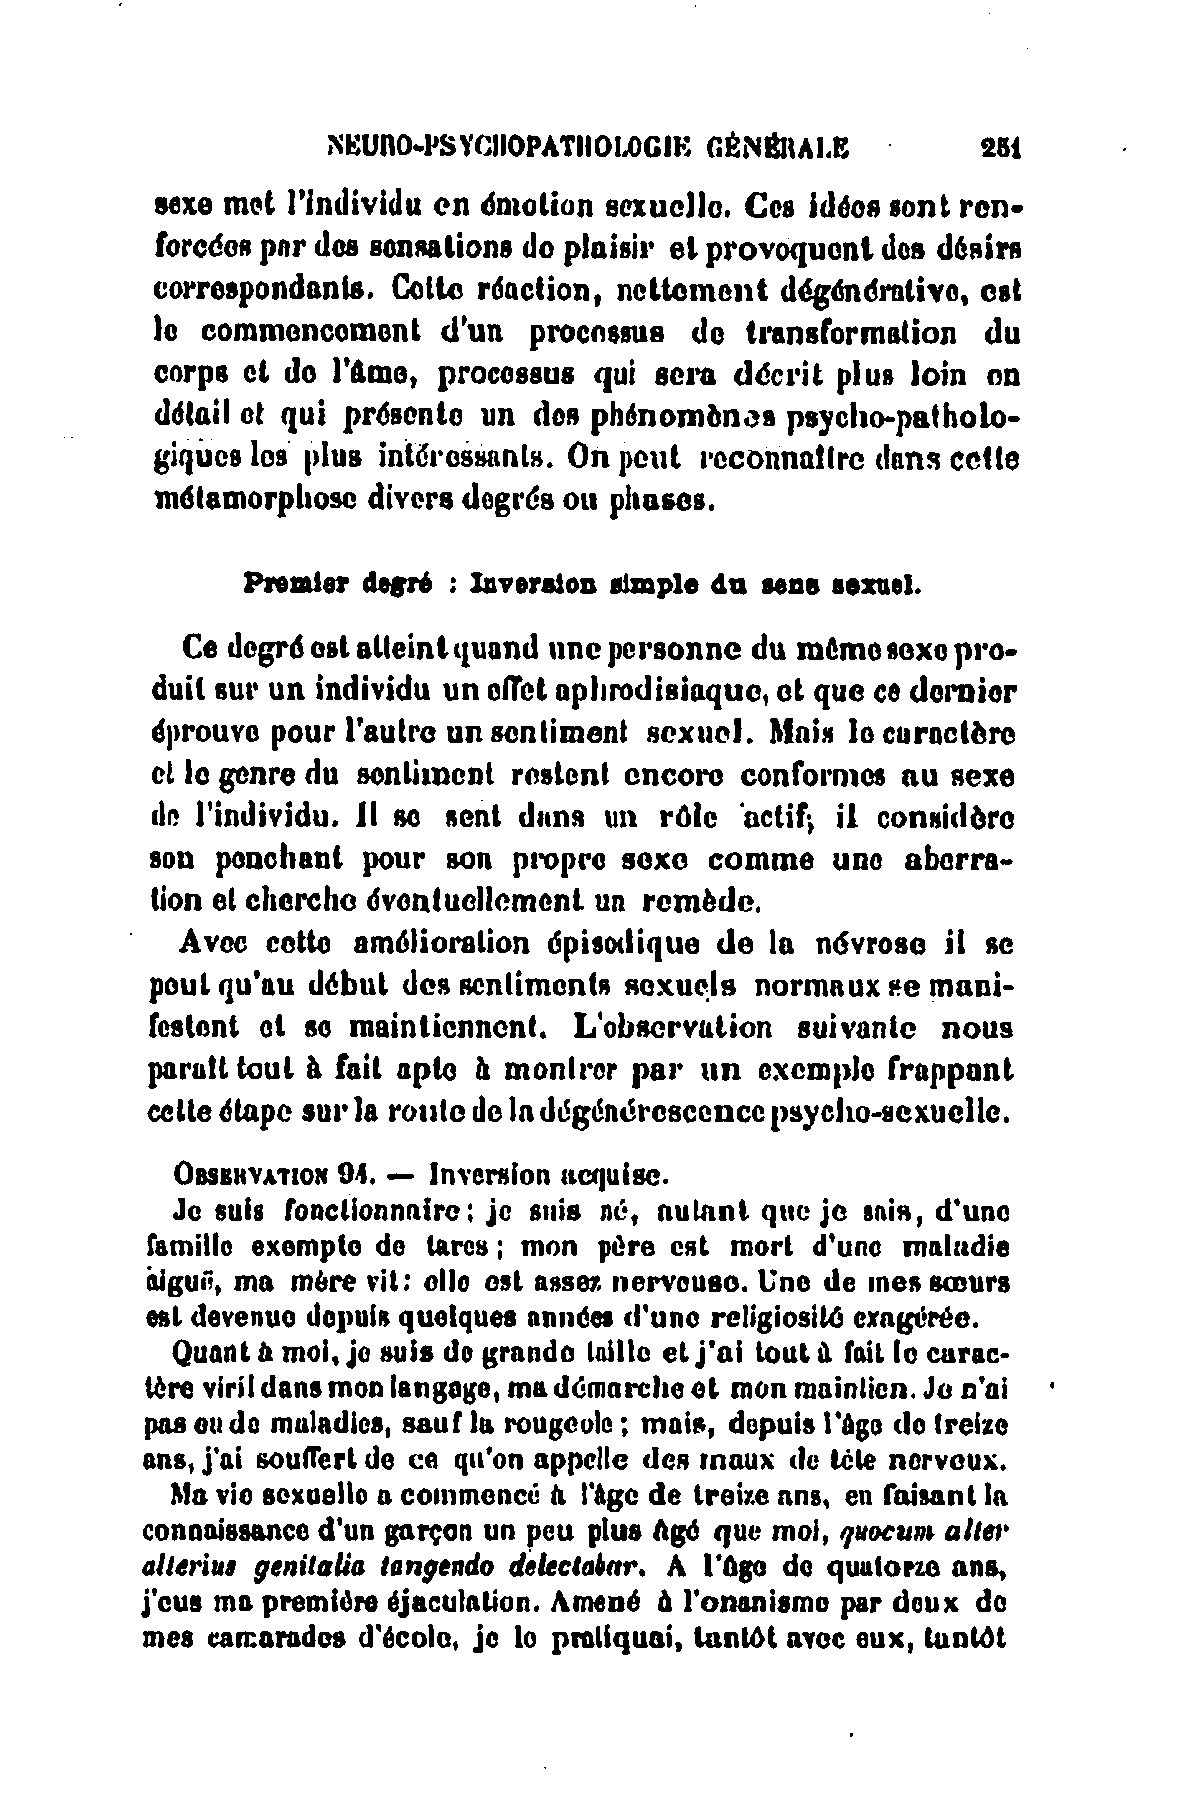 NEURO-PSYCHOPATHOLOGIE GÉNÉRALE 251
sexe met l'individu en émotion sexuelle. Ces idées sont ren-
forcées par des sensations de plaisir et provoquent des désirs
correspondants. Cette réaction, nettement dégénérative, est
le commencement d'un processus de transformation du
corps et de l'âme, processus qui sera décrit plus loin en
détail et qui présente un des phénomènes psycho-patholo-
giques les plus intéressants. On peut reconnaître dans cette
métamorphose divers degrés ou phases.
Premier degré : Inversion simple du sens sexuel.
Ce degré est atteint quand une personne du même sexe pro-
duit sur un individu un effet aphrodisiaque, et que ce dernier
éprouve pour l'autre un sentiment sexuel. Mais le caractère
et le genre du sentiment restent encore conformes au sexe
de l'individu. Il se sent dans un rôle actif; il considère
son penchant pour son propre sexe comme une aberra-
tion et cherche éventuellement un remède.
Avec cette amélioration épisodique de la névrose il se
peut qu'au début des sentiments sexuels normaux se mani-
festent et se maintiennent. L'observation suivante nous
paraît tout à fait apte à montrer par un exemple frappant
cette étape sur la route de la dégénérescence psycho-sexuelle.
OBSERVATION 94. — Inversion acquise.
Je suis fonctionnaire; je suis né, autant que je sais, d'une
famille exempte de tares; mon père est mort d'une maladie
aiguë, ma mère vit: elle est assez nerveuse. Une de mes sœurs
est devenue depuis quelques années d'une religiosité exagérée.
Quant à moi, je suis de grande taille et j'ai tout à fait le carac-
tère viril dans mon langage, ma démarche et mon maintien. Je n'ai
pas eu de maladies, sauf la rougeole; mais, depuis l'âge de treize
ans, j'ai souffert de ce qu'on appelle des maux de tête nerveux.
Ma vie sexuelle a commencé à l'âge de treize ans, en faisant la
connaissance d'un garçon un peu plus âgé que moi, quocum alter
alterius genitalia tangendo delectabar. A l'âge de quatorze ans,
j'eus ma première éjaculation. Amené à l'onanisme par deux de
mes camarades d'école, je le pratiquai, tantôt avec eux, tantôt